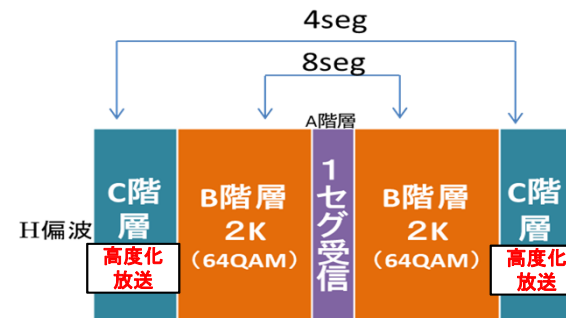 4seg
8seg
A階層
H偏波
C階層
高度化放送
B階層
2K
(64QAM)
1セグ受信
B階層
2K
(64QAM)
C階層
高度化放送